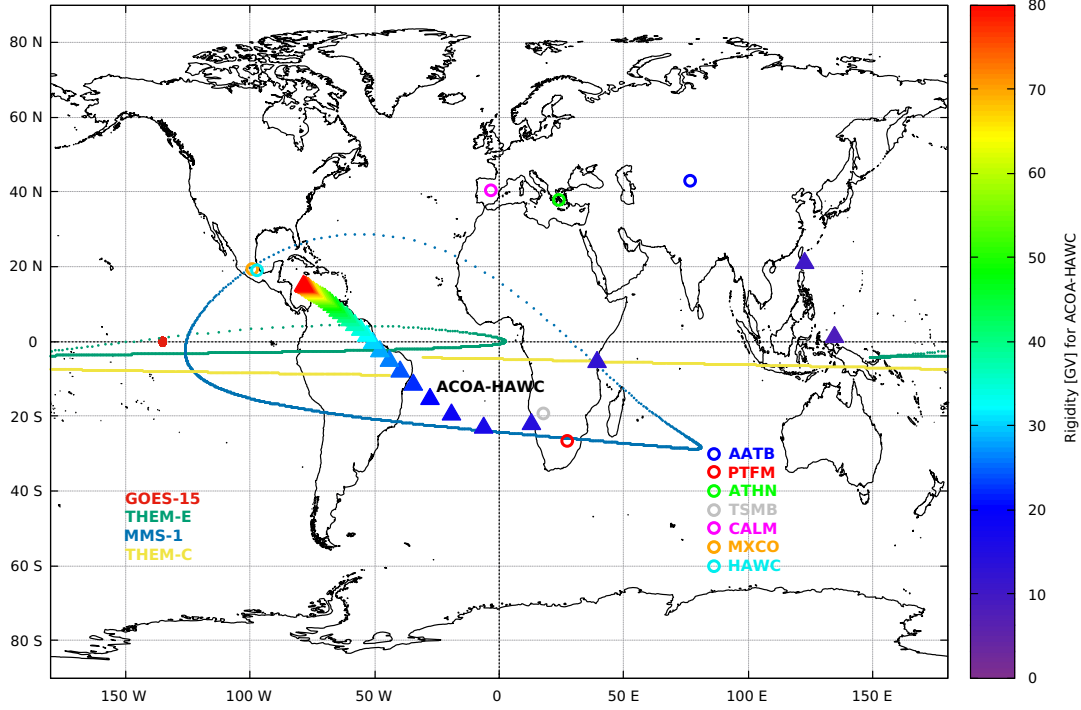 80 N
60 N
40 N
20 N
0
20 S
40 S
60 S
80 S
150 W
100 W
50 W
0
50 E
100 E
150 E
ACOA-HAWC
GOES-15
THEM-E
MMS-1
THEM-C
AATB
PTFM
ATHN
TSMB
CALM
MXCO
HAWC
80
70
60
50
40
30
20
10
0
Rigidity [GV] for ACOA-HAWC